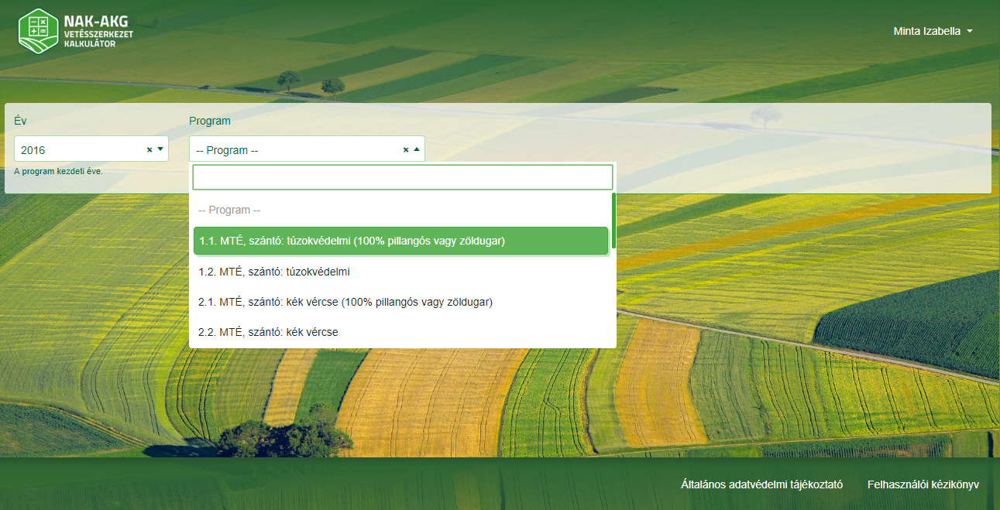 NAK-AKG
VETÉSSZERKEZET
KALKULÁTOR
Minta Izabella
Év
Program
2016
-- Program --
A program kezdeti éve.
-- Program --
1.1. MTÉ, szántó: túzokvédelmi (100% pillangós vagy zöldugar)
1.2. MTÉ, szántó: túzokvédelmi
2.1. MTÉ, szántó: kék vércse (100% pillangós vagy zöldugar)
2.2. MTÉ, szántó: kék vércse
Általános adatvédelmi tájékoztató
Felhasználói kézikönyv